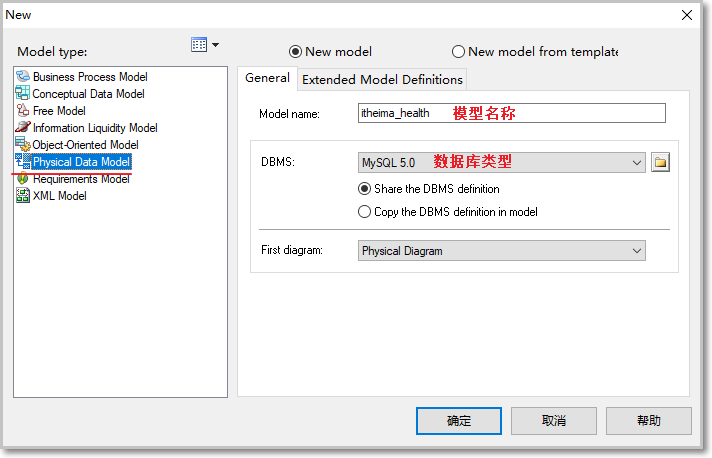 New
Model type:
New model
New model from template
Business Process Model
Conceptual Data Model
Free Model
Information Liquidity Model
Object-Oriented Model
Physical Data Model
Requirements Model
XML Model
General
Extended Model Definitions
Model name:
itheima_health
模型名称
DBMS:
MySQL 5.0
数据库类型
Share the DBMS definition
Copy the DBMS definition in model
First diagram:
Physical Diagram
确定
取消
帮助